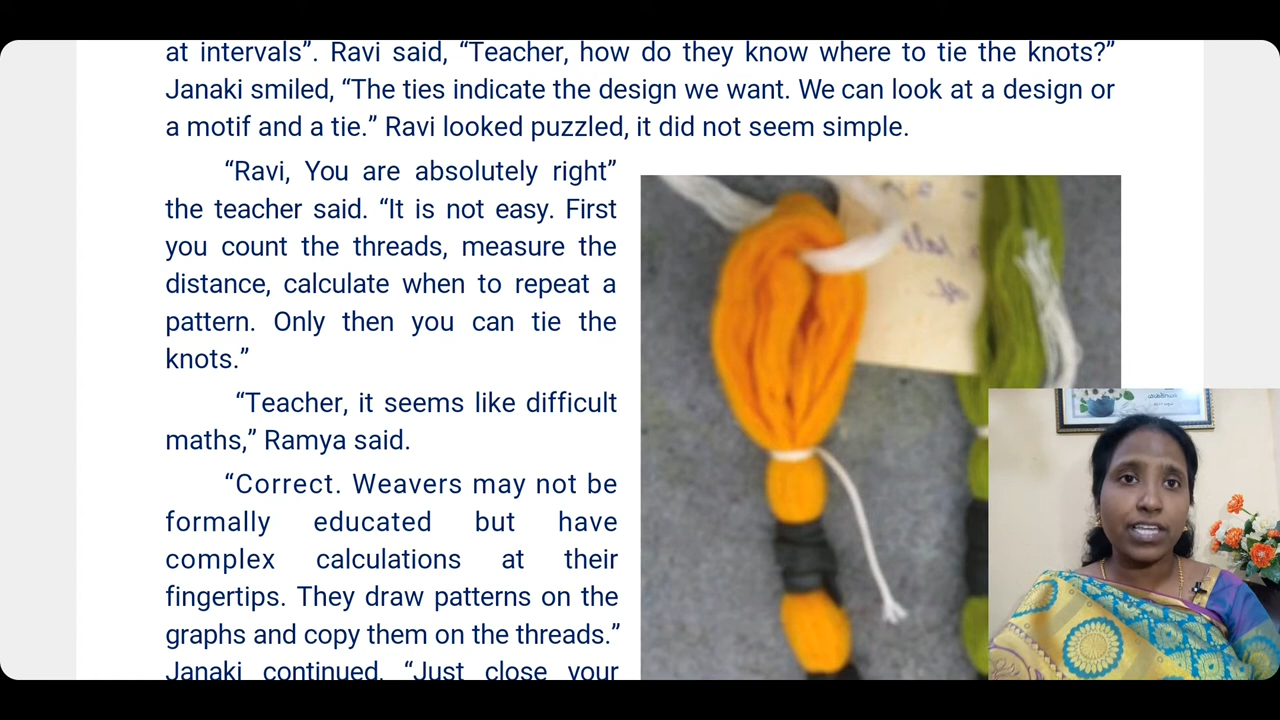 at intervals”. Ravi said, “Teacher, how do they know where to tie the knots?”
Janaki smiled, “The ties indicate the design we want. We can look at a design or
a motif and a tie.” Ravi looked puzzled, it did not seem simple.
“Ravi, You are absolutely right”
the teacher said. “It is not easy. First
you count the threads, measure the
distance, calculate when to repeat a
pattern. Only then you can tie the
knots.”
“Teacher, it seems like difficult
maths,” Ramya said.
“Correct. Weavers may not be
formally educated but have
complex calculations at their
fingertips. They draw patterns on the
graphs and copy them on the threads.”
Janaki continued. “Just close your